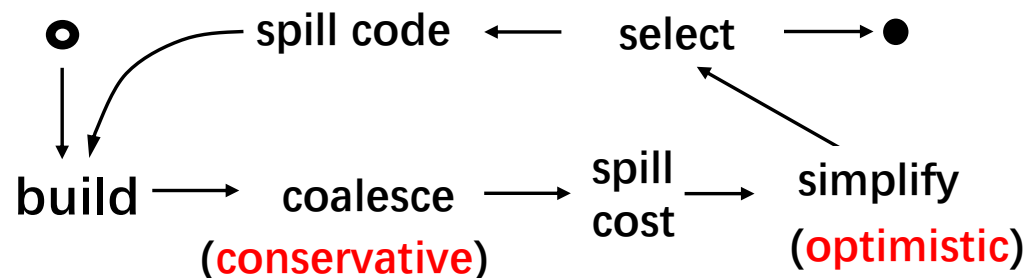 spill code
select
build
coalesce
(conservative)
spill
cost
simplify
(optimistic)